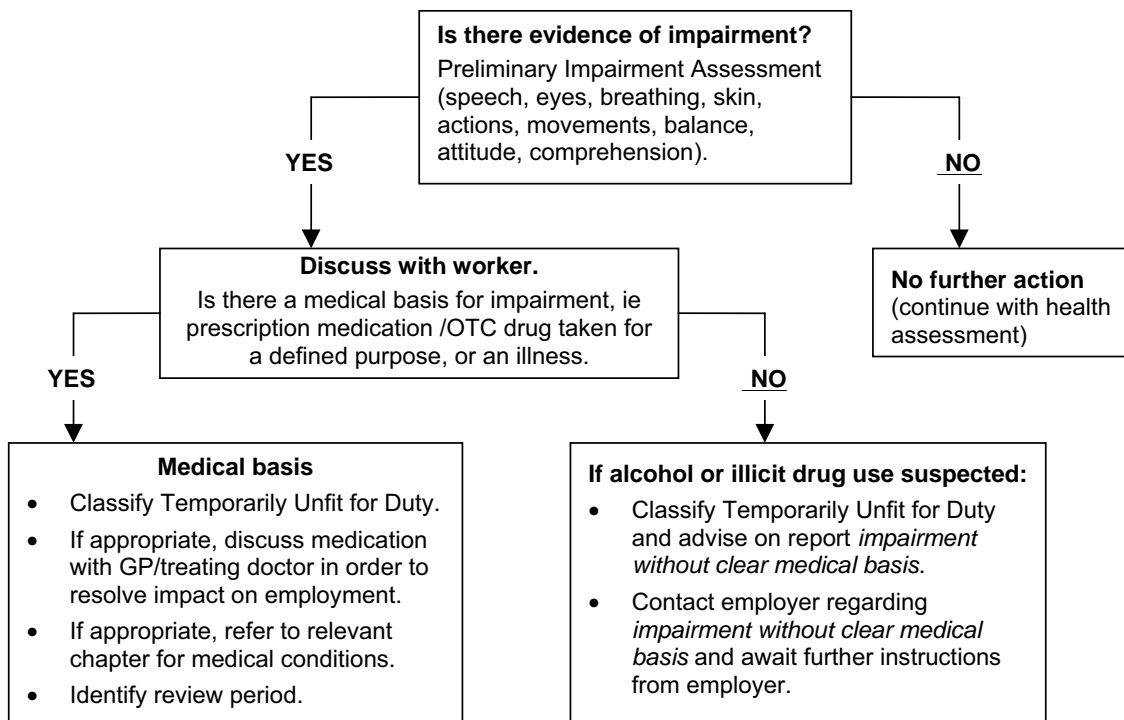 Is there evidence of impairment?
Preliminary Impairment Assessment
(speech, eyes, breathing, skin,
actions, movements, balance,
attitude, comprehension).
YES
NO
Discuss with worker.
Is there a medical basis for impairment, ie
prescription medication /OTC drug taken for
a defined purpose, or an illness.
No further action
(continue with health
assessment)
YES
NO
Medical basis
• Classify Temporarily Unfit for Duty.
• If appropriate, discuss medication
with GP/treating doctor in order to
resolve impact on employment.
• If appropriate, refer to relevant
chapter for medical conditions.
• Identify review period.
If alcohol or illicit drug use suspected:
• Classify Temporarily Unfit for Duty
and advise on report impairment
without clear medical basis.
• Contact employer regarding
impairment without clear medical
basis and await further instructions
from employer.